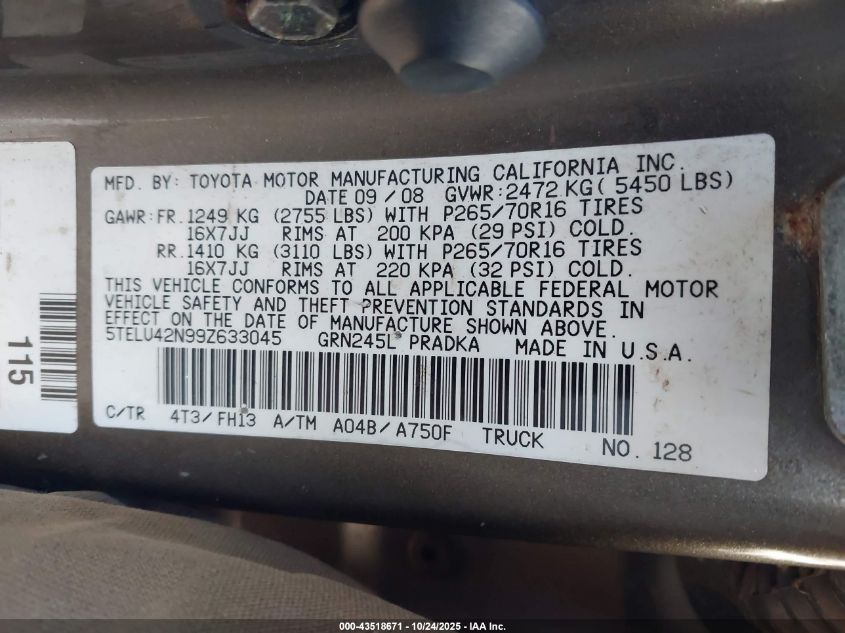 MFD. BY: TOYOTA MOTOR MANUFACTURING CALIFORNIA INC.
DATE 09 / 08 GVWR: 2472 KG ( 5450 LBS)
GAWR: FR. 1249 KG (2755 LBS) WITH P265/70R16 TIRES
16X7JJ RIMS AT 200 KPA (29 PSI) COLD.
RR. 1410 KG (3110 LBS) WITH P265/70R16 TIRES
16X7JJ RIMS AT 220 KPA (32 PSI) COLD.
THIS VEHICLE CONFORMS TO ALL APPLICABLE FEDERAL MOTOR
VEHICLE SAFETY AND THEFT PREVENTION STANDARDS IN
EFFECT ON THE DATE OF MANUFACTURE SHOWN ABOVE.
5TELU42N99Z633045 GRN245L PRADKA MADE IN U.S.A.
C/TR 4T3/FH13 A/TM A04B/A750F TRUCK NO. 128
115
000-43518671 - 10/24/2025 - IAA Inc.